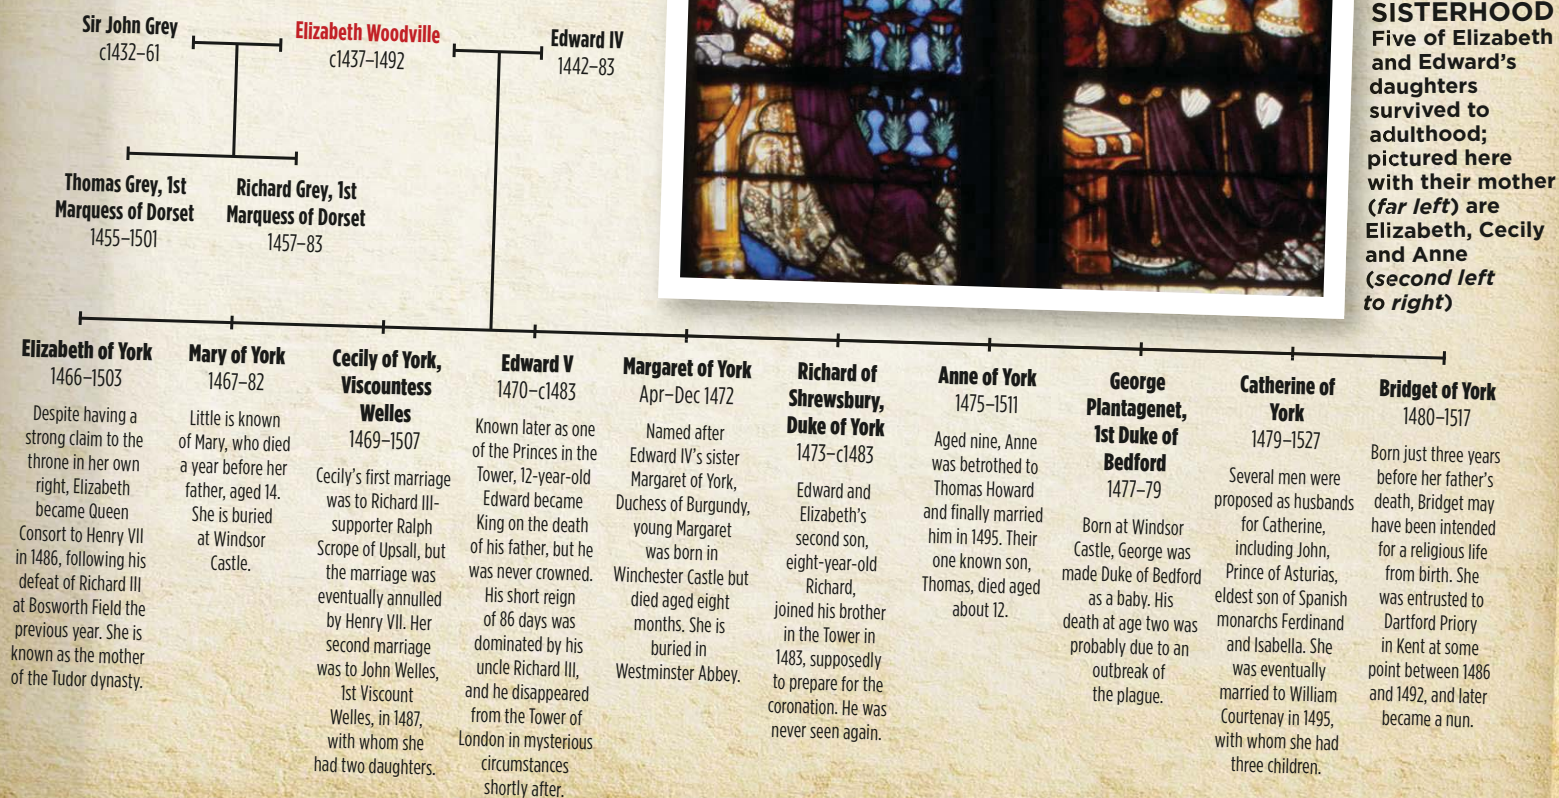 Sir John Grey
c1432–61
Elizabeth Woodville
c1437–1492
Edward IV
1442–83
Thomas Grey, 1st
Marquess of Dorset
1455–1501
Richard Grey, 1st
Marquess of Dorset
1457–83
SISTERHOOD
Five of Elizabeth
and Edward's
daughters
survived to
adulthood;
pictured here
with their mother
(far left) are
Elizabeth, Cecily
and Anne
(second left
to right)
Elizabeth of York
1466–1503
Despite having a
strong claim to the
throne in her own
right, Elizabeth
became Queen
Consort to Henry VII
in 1486, following his
defeat of Richard III
at Bosworth Field the
previous year. She is
known as the mother
of the Tudor dynasty.
Mary of York
1467–82
Little is known
of Mary, who died
a year before her
father, aged 14.
She is buried
at Windsor
Castle.
Cecily of York,
Viscountess
Welles
1469–1507
Cecily's first marriage
was to Richard III-
supporter Ralph
Scrope of Upsall, but
the marriage was
eventually annulled
by Henry VII. Her
second marriage
was to John Welles,
1st Viscount
Welles, in 1487,
with whom she
had two daughters.
Edward V
1470–c1483
Known later as one
of the Princes in the
Tower, 12-year-old
Edward became
King on the death
of his father, but he
was never crowned.
His short reign
of 86 days was
dominated by his
uncle Richard III,
and he disappeared
from the Tower of
London in mysterious
circumstances
shortly after.
Margaret of York
Apr–Dec 1472
Named after
Edward IV's sister
Margaret of York,
Duchess of Burgundy,
young Margaret
was born in
Winchester Castle but
died aged eight
months. She is
buried in
Westminster Abbey.
Richard of
Shrewsbury,
Duke of York
1473–c1483
Edward and
Elizabeth's
second son,
eight-year-old
Richard,
joined his brother
in the Tower in
1483, supposedly
to prepare for the
coronation. He was
never seen again.
Anne of York
1475–1511
Aged nine, Anne
was betrothed to
Thomas Howard
and finally married
him in 1495. Their
one known son,
Thomas, died aged
about 12.
George
Plantagenet,
1st Duke of
Bedford
1477–79
Born at Windsor
Castle, George was
made Duke of Bedford
as a baby. His
death at age two was
probably due to an
outbreak of
the plague.
Catherine of
York
1479–1527
Several men were
proposed as husbands
for Catherine,
including John,
Prince of Asturias,
eldest son of Spanish
monarchs Ferdinand
and Isabella. She
was eventually
married to William
Courtenay in 1495,
with whom she had
three children.
Bridget of York
1480–1517
Born just three years
before her father's
death, Bridget may
have been intended
for a religious life
from birth. She
was entrusted to
Dartford Priory
in Kent at some
point between 1486
and 1492, and later
became a nun.